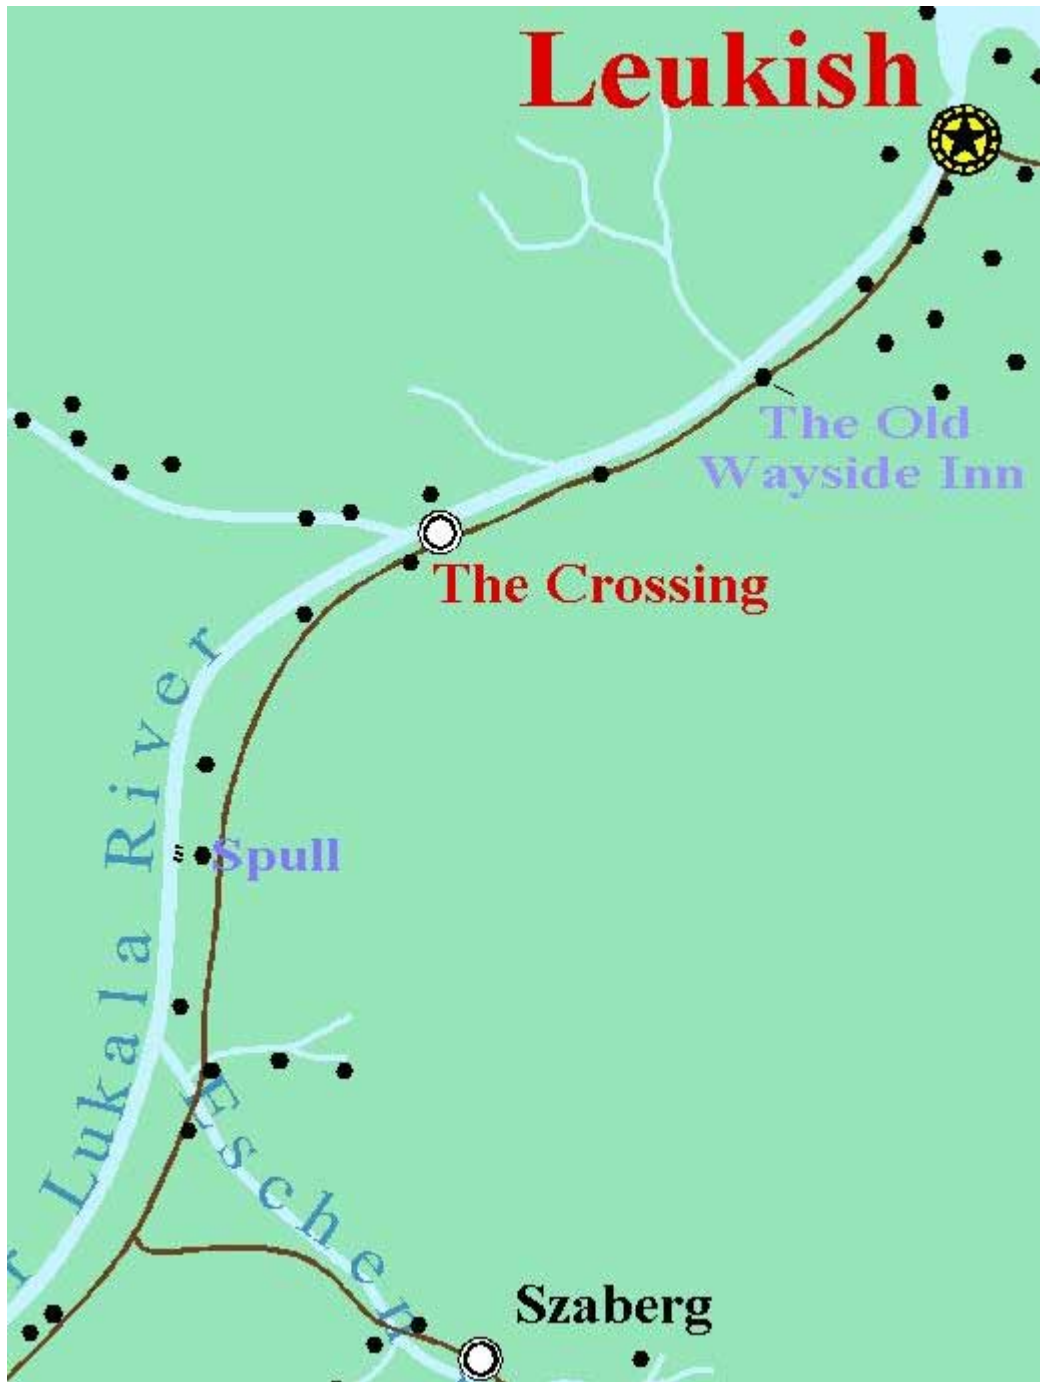 Leukish
The Old
Wayside Inn
The Crossing
Lukala River
Spull
Eschen
Szaberg
r